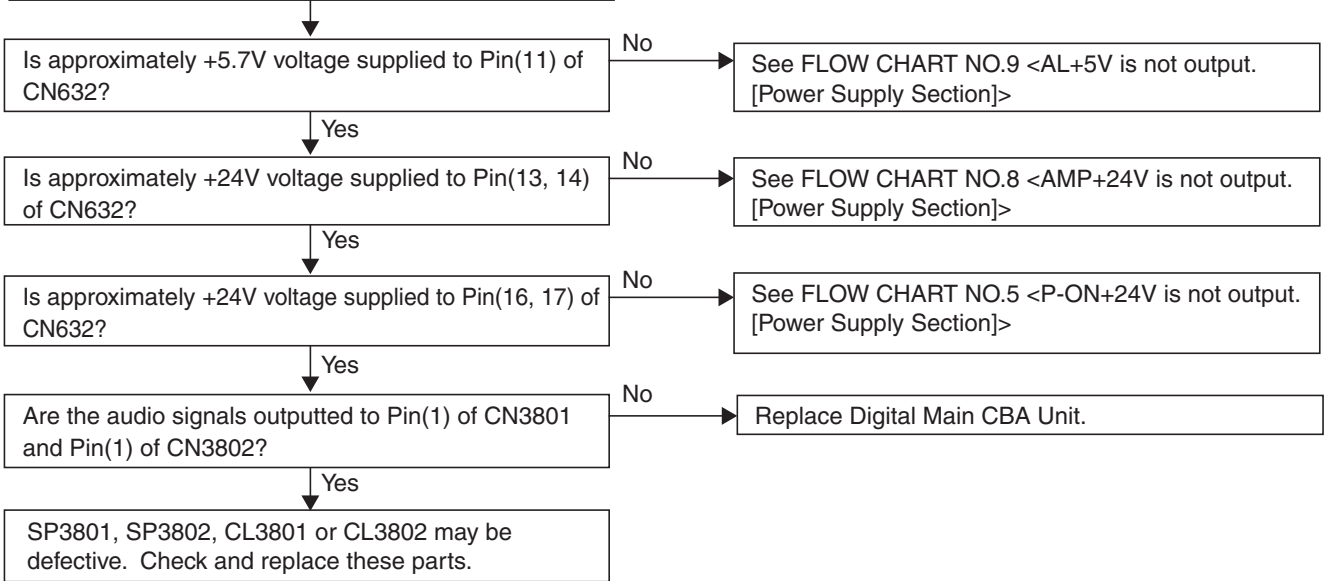 Is approximately +5.7V voltage supplied to Pin(11) of
CN632?
No
See FLOW CHART NO.9 <AL+5V is not output.
[Power Supply Section]>
Yes
Is approximately +24V voltage supplied to Pin(13, 14)
of CN632?
No
See FLOW CHART NO.8 <AMP+24V is not output.
[Power Supply Section]>
Yes
Is approximately +24V voltage supplied to Pin(16, 17) of
CN632?
No
See FLOW CHART NO.5 <P-ON+24V is not output.
[Power Supply Section]>
Yes
Are the audio signals outputted to Pin(1) of CN3801
and Pin(1) of CN3802?
No
Replace Digital Main CBA Unit.
Yes
SP3801, SP3802, CL3801 or CL3802 may be
defective. Check and replace these parts.